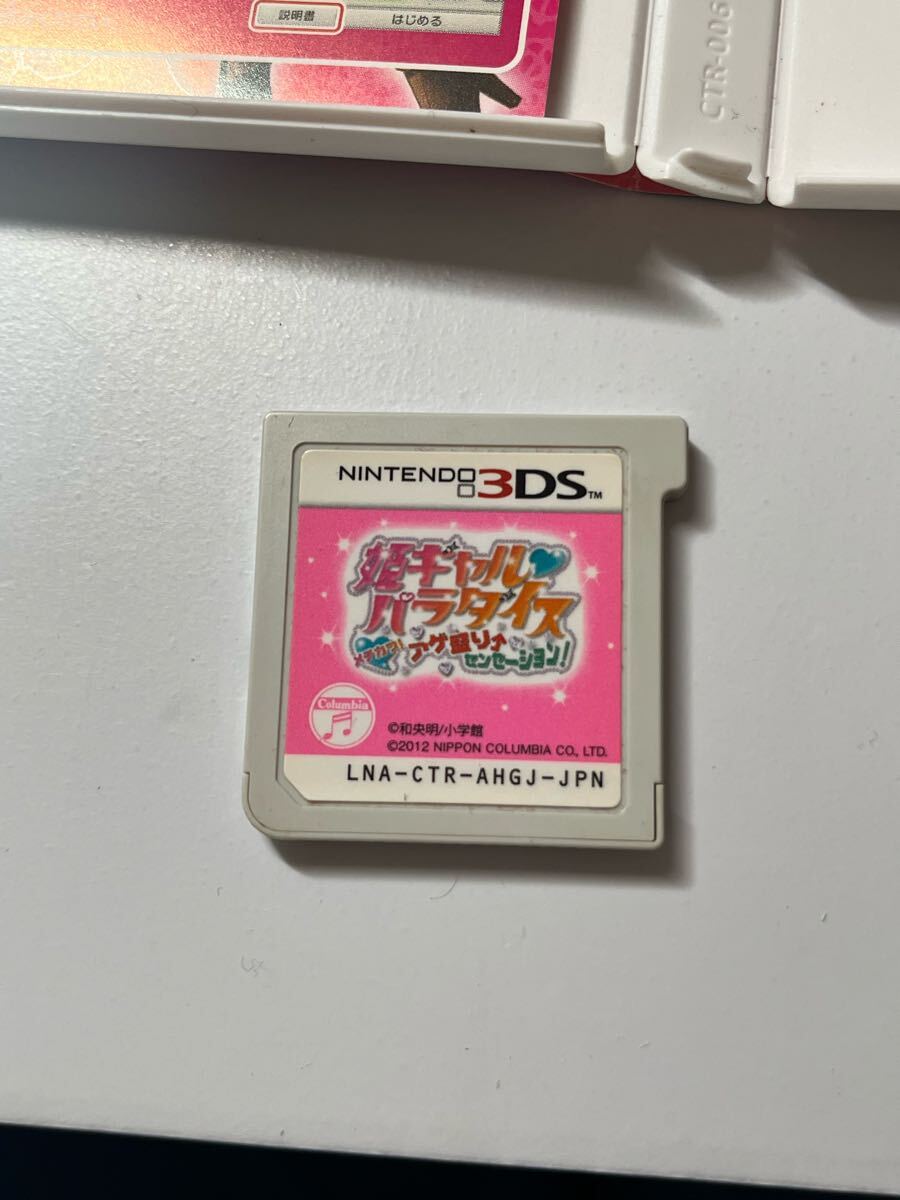 説明書
はじめる
CTR-006
NINTENDO 3DS™
姫ギャル♥
パラダイス
メチカワ! アゲ盛り↑
センセーション!
Columbia
©和央明/小学館
©2012 NIPPON COLUMBIA CO., LTD.
LNA-CTR-AHGJ-JPN